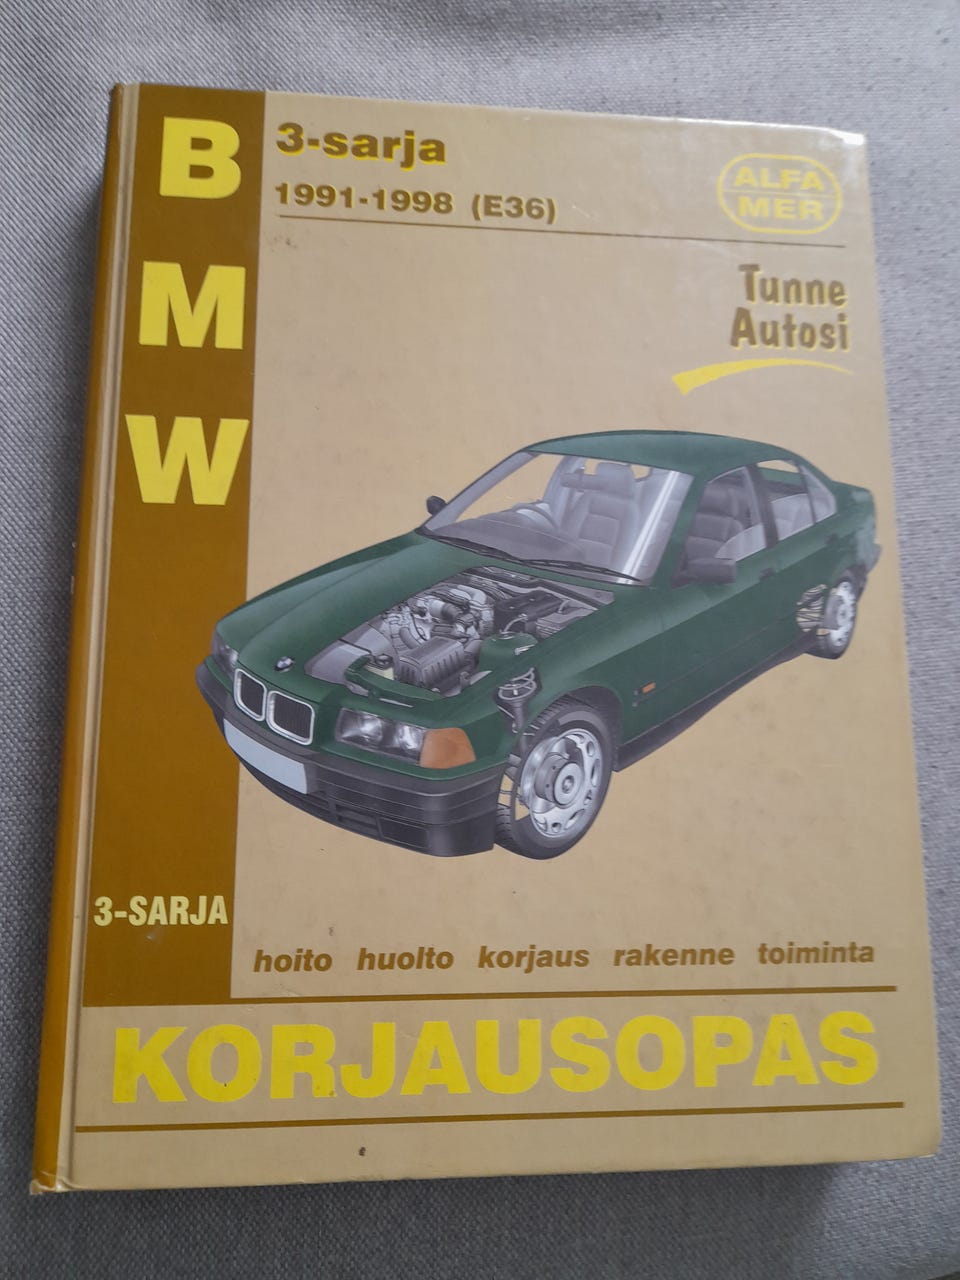 B
M
W
3-sarja
1991-1998 (E36)
ALFA
MER
Tunne
Autosi
3-SARJA
hoito huolto korjaus rakenne toiminta
KORJAUSOPAS